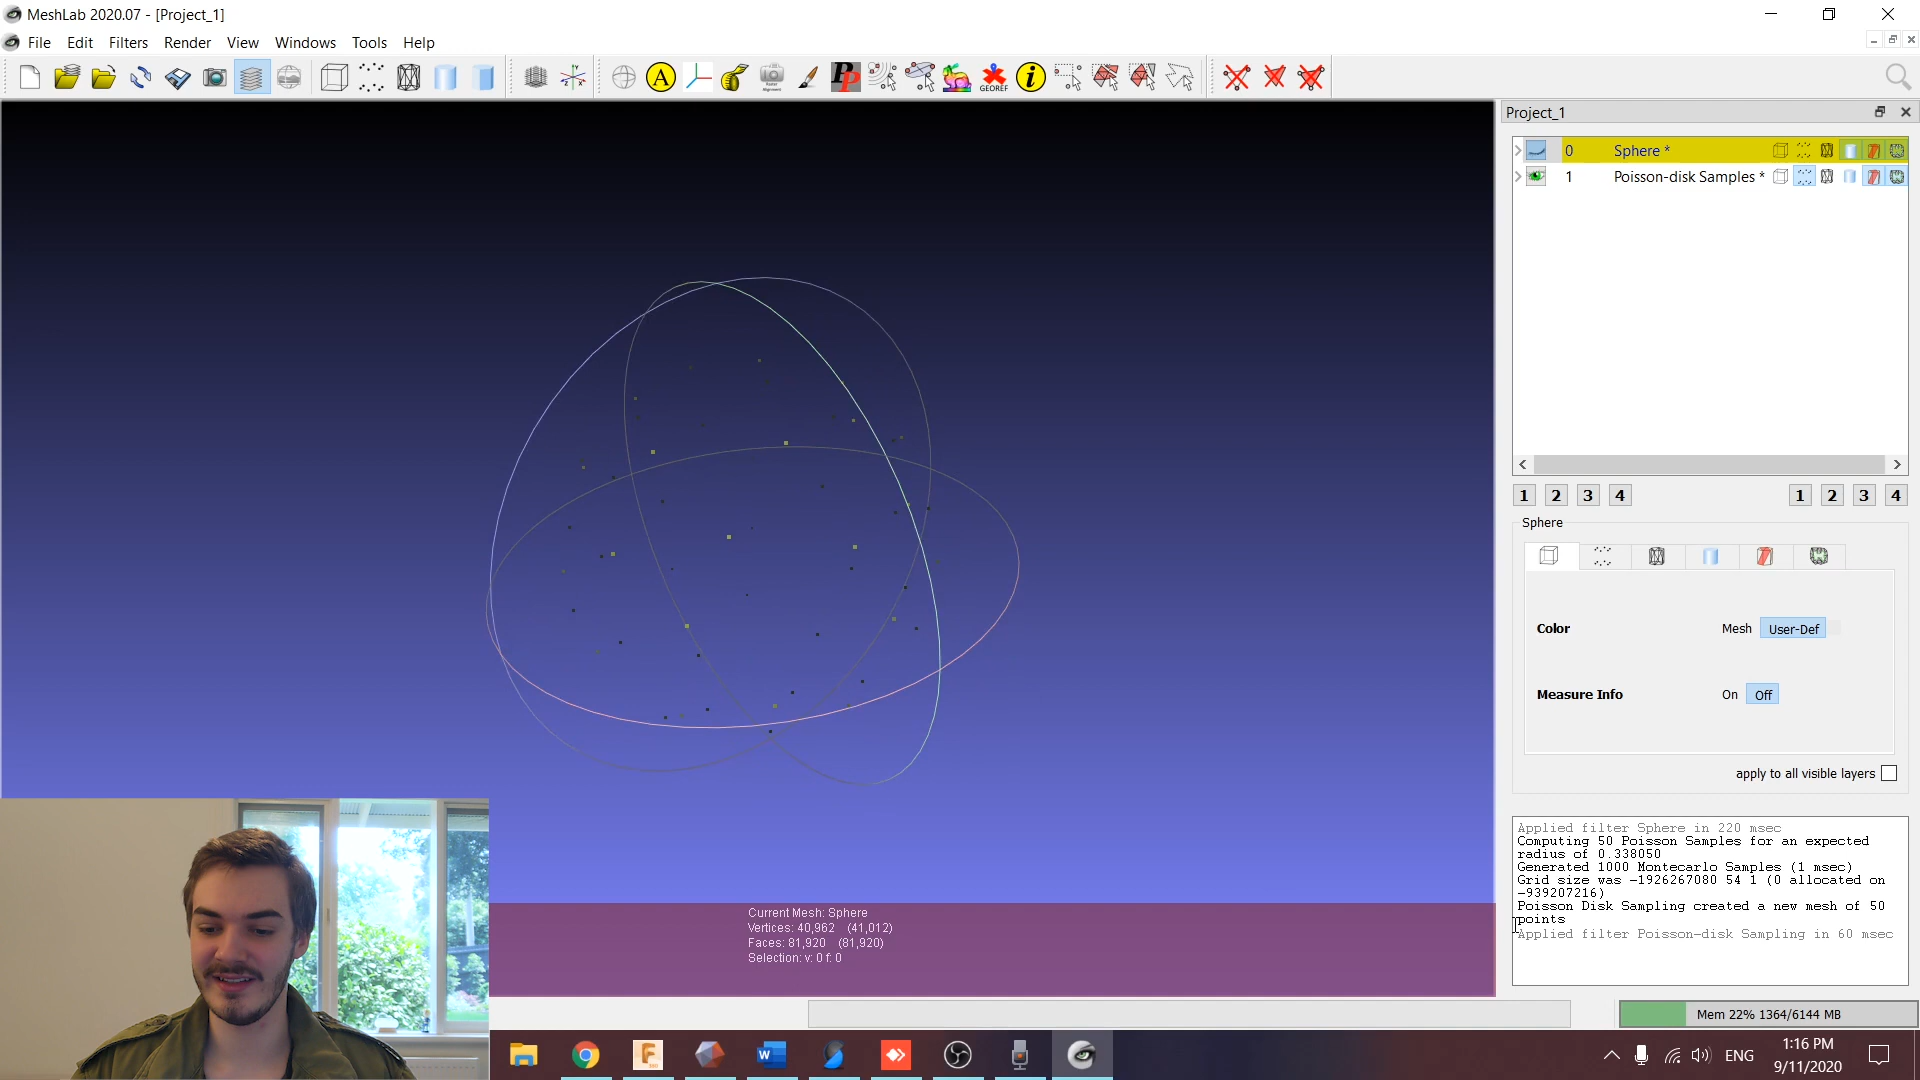 MeshLab 2020.07 - [Project_1]
File Edit Filters Render View Windows Tools Help
A
PP
GEOREF
i
Project_1
0 Sphere *
1 Poisson-disk Samples *
1 2 3 4 1 2 3 4
Sphere
Color Mesh User-Def
Measure Info On Off
apply to all visible layers
Applied filter Sphere in 220 msec
Computing 50 Poisson Samples for an expected
radius of 0.338050
Generated 1000 Montecarlo Samples (1 msec)
Grid size was -1926267080 54 1 (0 allocated on
-939207216)
Poisson Disk Sampling created a new mesh of 50
points
Applied filter Poisson-disk Sampling in 60 msec
Current Mesh: Sphere
Vertices: 40,962 (41,012)
Faces: 81,920 (81,920)
Selection: v: 0 f: 0
Mem 22% 1364/6144 MB
F
W
ENG
1:16 PM
9/11/2020